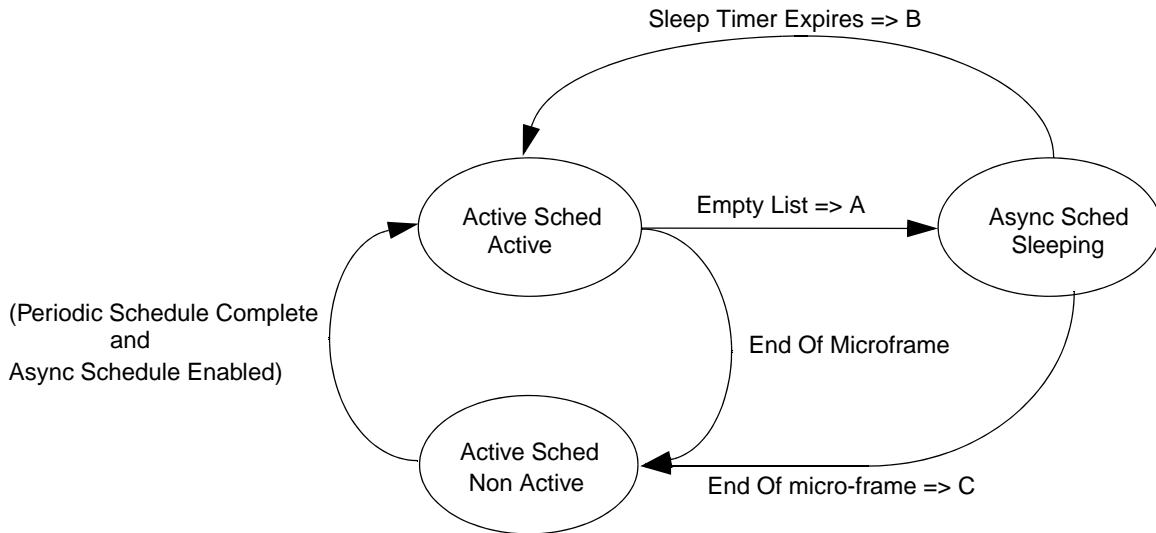 Sleep Timer Expires => B
Active Sched
Active
Empty List => A
Async Sched
Sleeping
(Periodic Schedule Complete
and
Async Schedule Enabled)
End Of Microframe
Active Sched
Non Active
End Of micro-frame => C